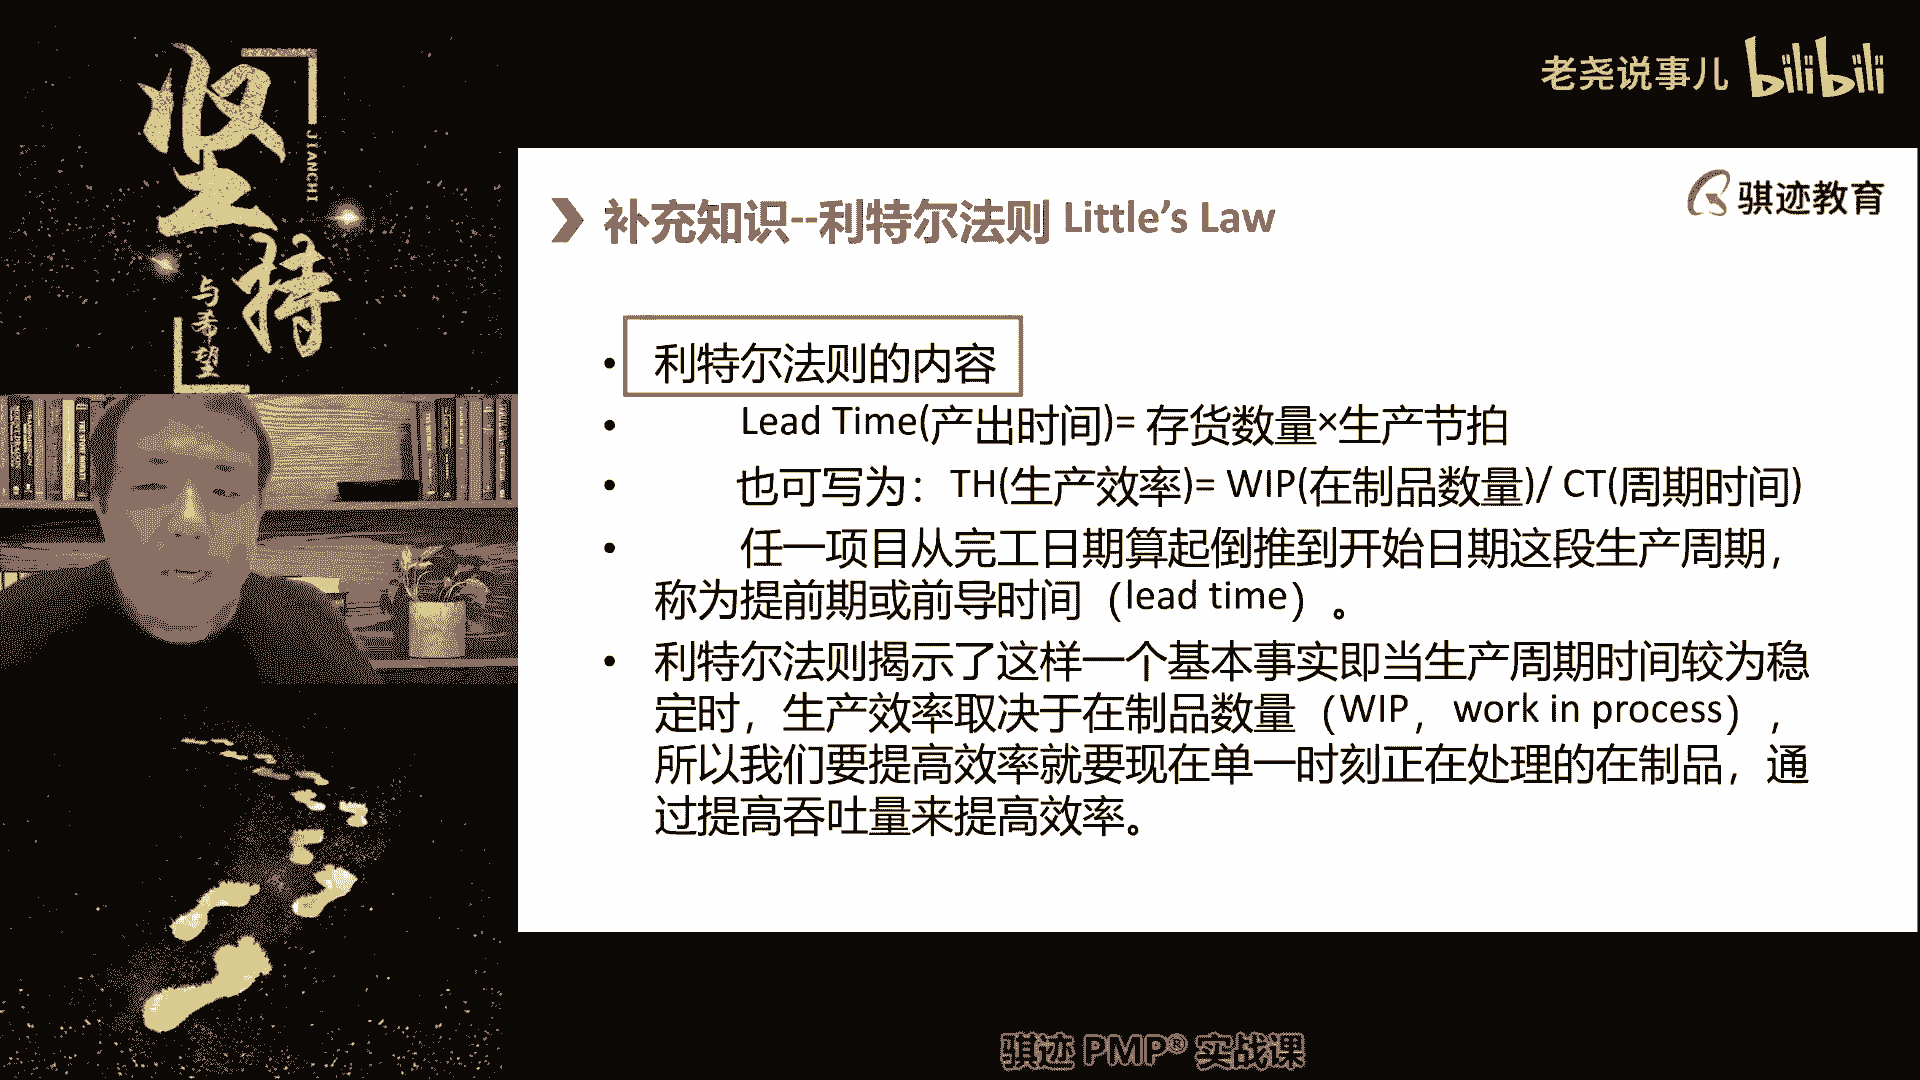 坚持
JIANCHI
与希望
老尧说事儿 bilibili
骐迹教育
补充知识--利特尔法则 Little's Law
• 利特尔法则的内容
• Lead Time(产出时间)= 存货数量×生产节拍
• 也可写为：TH(生产效率)= WIP(在制品数量)/ CT(周期时间)
• 任一项目从完工日期算起倒推到开始日期这段生产周期，
称为提前期或前导时间（lead time）。
• 利特尔法则揭示了这样一个基本事实即当生产周期时间较为稳
定时，生产效率取决于在制品数量（WIP，work in process），
所以我们要提高效率就要现在单一时刻正在处理的在制品，通
过提高吞吐量来提高效率。
骐迹 PMP® 实战课